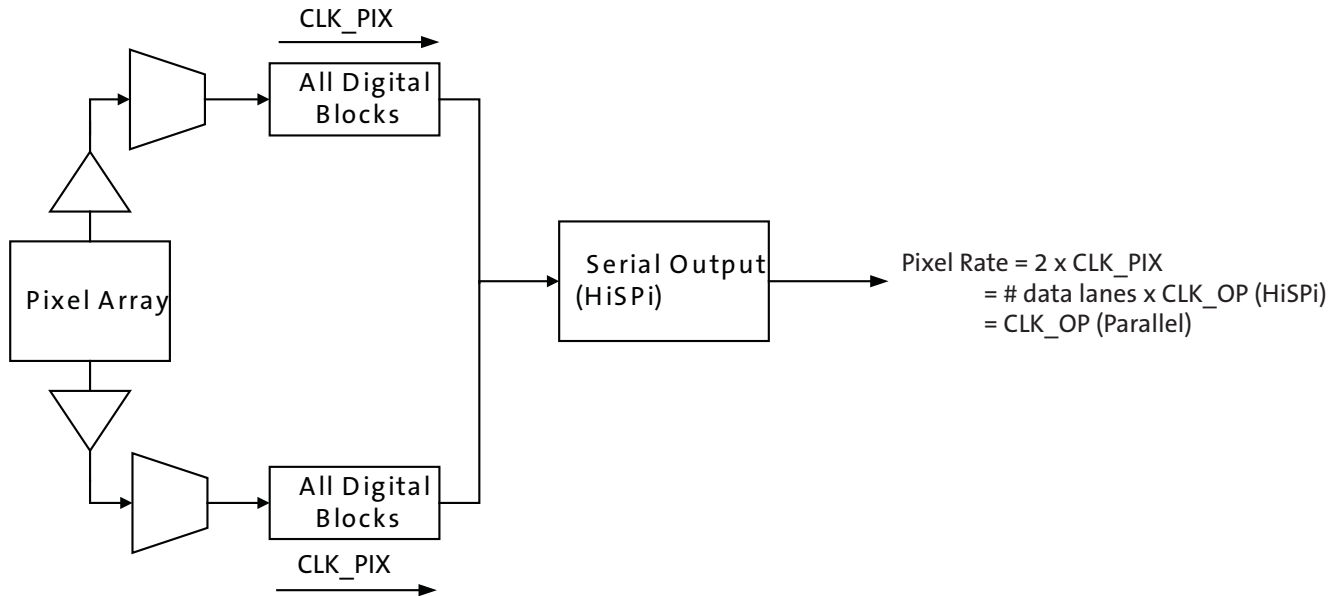 CLK_PIX
All Digital
Blocks
Pixel Array
Serial Output
(HiSPi)
Pixel Rate = 2 x CLK_PIX
= # data lanes x CLK_OP (HiSPi)
= CLK_OP (Parallel)
All Digital
Blocks
CLK_PIX